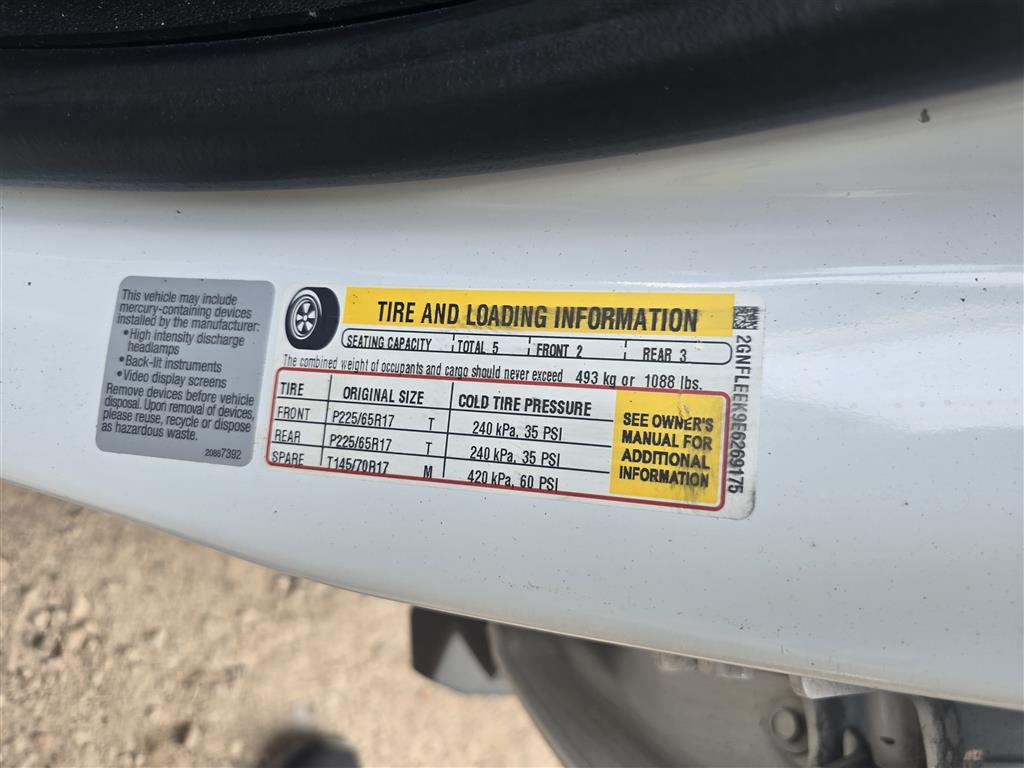 This vehicle may include
mercury-containing devices
installed by the manufacturer:
•High intensity discharge
headlamps
•Back-lit instruments
•Video display screens
Remove devices before vehicle
disposal. Upon removal of devices,
please reuse, recycle or dispose
as hazardous waste.
20867392
TIRE AND LOADING INFORMATION
SEATING CAPACITY TOTAL 5 FRONT 2 REAR 3
The combined weight of occupants and cargo should never exceed 493 kg or 1088 lbs.
TIRE ORIGINAL SIZE COLD TIRE PRESSURE
FRONT P225/65R17 T 240 kPa, 35 PSI
REAR P225/65R17 T 240 kPa, 35 PSI
SPARE T145/70R17 M 420 kPa, 60 PSI
SEE OWNER'S
MANUAL FOR
ADDITIONAL
INFORMATION
2GNFLEEK9E6269175